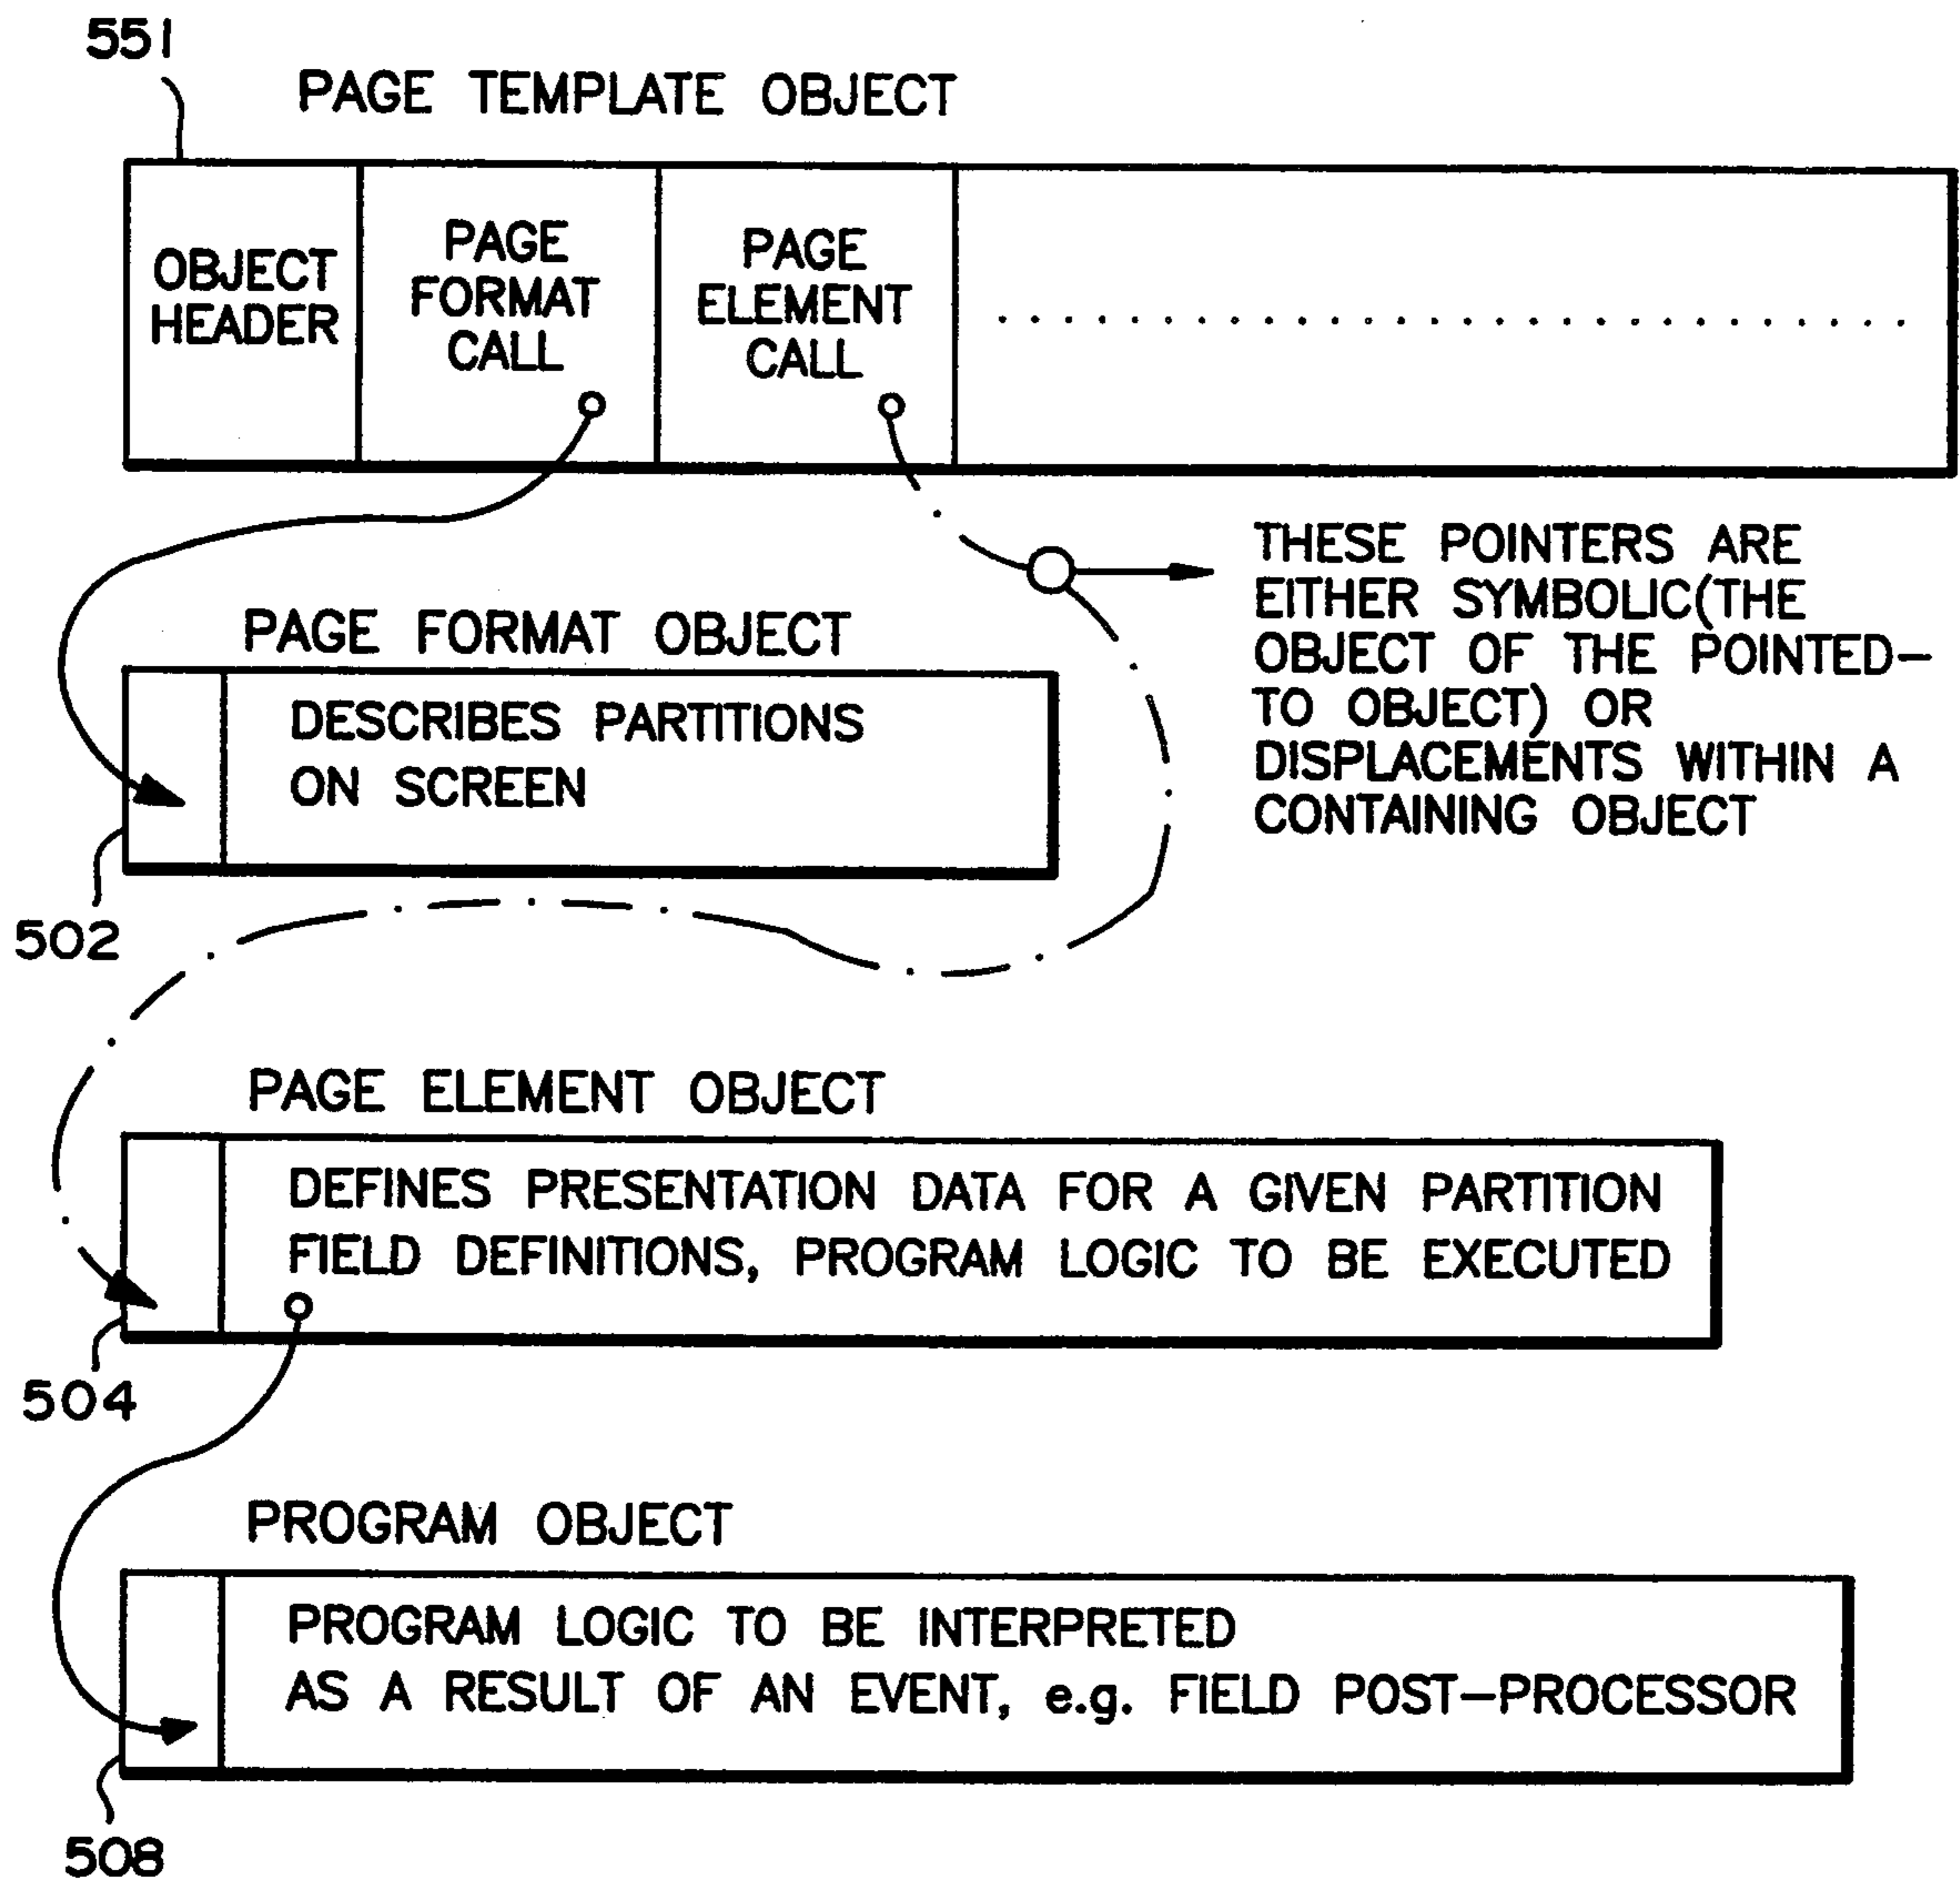 551
PAGE TEMPLATE OBJECT
OBJECT
HEADER
PAGE
FORMAT
CALL
PAGE
ELEMENT
CALL
THESE POINTERS ARE
EITHER SYMBOLIC(THE
OBJECT OF THE POINTED-
TO OBJECT) OR
DISPLACEMENTS WITHIN A
CONTAINING OBJECT
PAGE FORMAT OBJECT
DESCRIBES PARTITIONS
ON SCREEN
502
PAGE ELEMENT OBJECT
DEFINES PRESENTATION DATA FOR A GIVEN PARTITION
FIELD DEFINITIONS, PROGRAM LOGIC TO BE EXECUTED
504
PROGRAM OBJECT
PROGRAM LOGIC TO BE INTERPRETED
AS A RESULT OF AN EVENT, e.g. FIELD POST-PROCESSOR
508